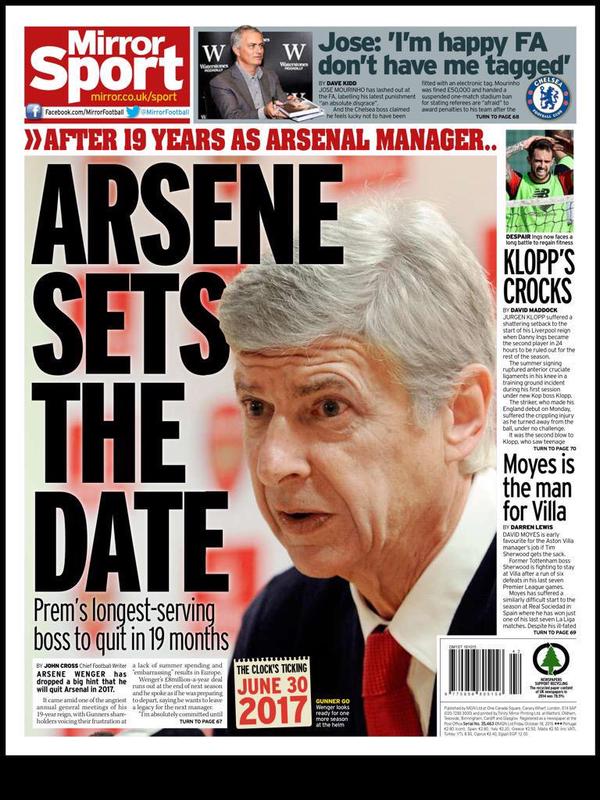 Mirror
Sport
mirror.co.uk/sport
Facebook.com/MirrorFootball @MirrorFootball
W
Waterstones
PICCADILLY
W
Waterstones
PICCADILLY
Jose: 'I'm happy FA
don't have me tagged'
BY DAVE KIDD
JOSE MOURINHO has lashed out at
the FA, labelling his latest punishment
"an absolute disgrace".
And the Chelsea boss claimed
he feels lucky not to have been
fitted with an electronic tag. Mourinho
was fined £50,000 and handed a
suspended one-match stadium ban
for stating referees are "afraid" to
award penalties to his team after the
TURN TO PAGE 68
CHELSEA
FOOTBALL CLUB
»AFTER 19 YEARS AS ARSENAL MANAGER..
ARSENE
SETS
THE
DATE
Prem's longest-serving
boss to quit in 19 months
BY JOHN CROSS Chief Football Writer
ARSENE WENGER has
dropped a big hint that he
will quit Arsenal in 2017.
It came amid one of the angriest
annual general meetings of his
19-year reign, with Gunners share-
holders voicing their frustration at
a lack of summer spending and
"embarrassing" results in Europe.
Wenger's £8million-a-year deal
runs out at the end of next season
and he spoke as if he was preparing
to depart, saying he wants to leave
a legacy for the next manager.
"I'm absolutely committed until
TURN TO PAGE 67
THE CLOCK'S TICKING
JUNE 30
2017
GUNNER GO
Wenger looks
ready for one
more season
at the helm
DESPAIR Ings now faces a
long battle to regain fitness
KLOPP'S
CROCKS
BY DAVID MADDOCK
JURGEN KLOPP suffered a
shattering setback to the
start of his Liverpool reign
when Danny Ings became
the second player in 24
hours to be ruled out for the
rest of the season.
The summer signing
ruptured anterior cruciate
ligaments in his knee in a
training ground incident
during his first session
under new Kop boss Klopp.
The striker, who made his
England debut on Monday,
suffered the crippling injury
as he turned away from the
ball, under no challenge.
It was the second blow to
Klopp, who saw teenage
TURN TO PAGE 70
Moyes is
the man
for Villa
BY DARREN LEWIS
DAVID MOYES is early
favourite for the Aston Villa
manager's job if Tim
Sherwood gets the sack.
Former Tottenham boss
Sherwood is fighting to stay
at Villa after a run of six
defeats in his last seven
Premier League games.
Moyes has suffered a
similarly difficult start to the
season at Real Sociedad in
Spain where he has won just
one of his last seven La Liga
matches. Despite his ill-fated
TURN TO PAGE 69
NEWSPAPERS
SUPPORT RECYCLING
The recycled paper content
of UK newspapers in